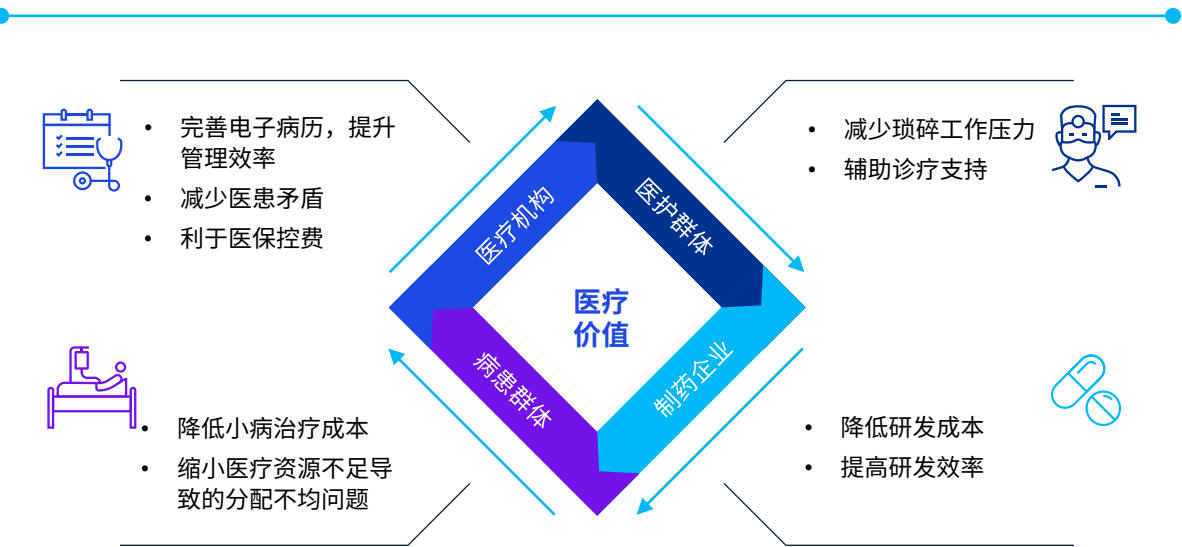 • 完善电子病历，提升
管理效率
• 减少医患矛盾
• 利于医保控费
• 减少琐碎工作压力
• 辅助诊疗支持
医疗机构
医护群体
医疗
价值
病患群体
制药企业
• 降低小病治疗成本
• 缩小医疗资源不足导
致的分配不均问题
• 降低研发成本
• 提高研发效率